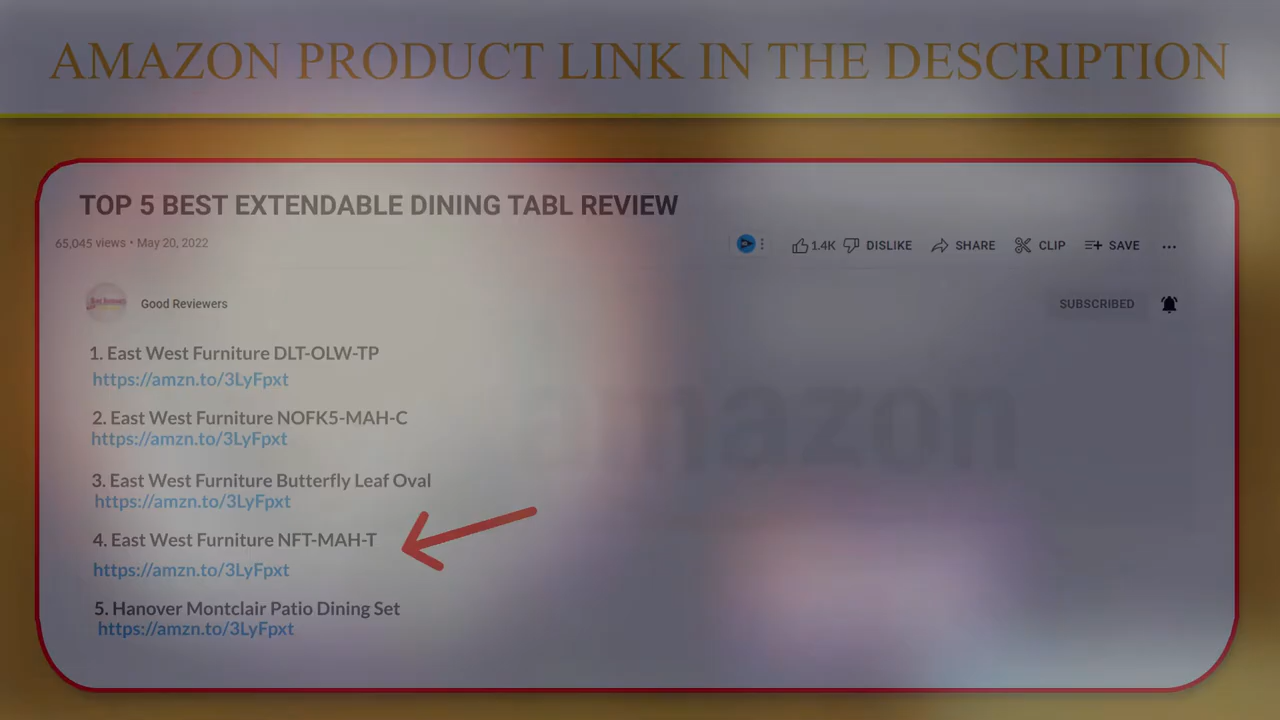 AMAZON PRODUCT LINK IN THE DESCRIPTION
TOP 5 BEST EXTENDABLE DINING TABL REVIEW
65,045 views • May 20, 2022
1.4K DISLIKE SHARE CLIP SAVE ...
Good Reviewers
SUBSCRIBED
1. East West Furniture DLT-OLW-TP
https://amzn.to/3LyFpxt
2. East West Furniture NOFK5-MAH-C
https://amzn.to/3LyFpxt
amazon
3. East West Furniture Butterfly Leaf Oval
https://amzn.to/3LyFpxt
4. East West Furniture NFT-MAH-T
https://amzn.to/3LyFpxt
5. Hanover Montclair Patio Dining Set
https://amzn.to/3LyFpxt